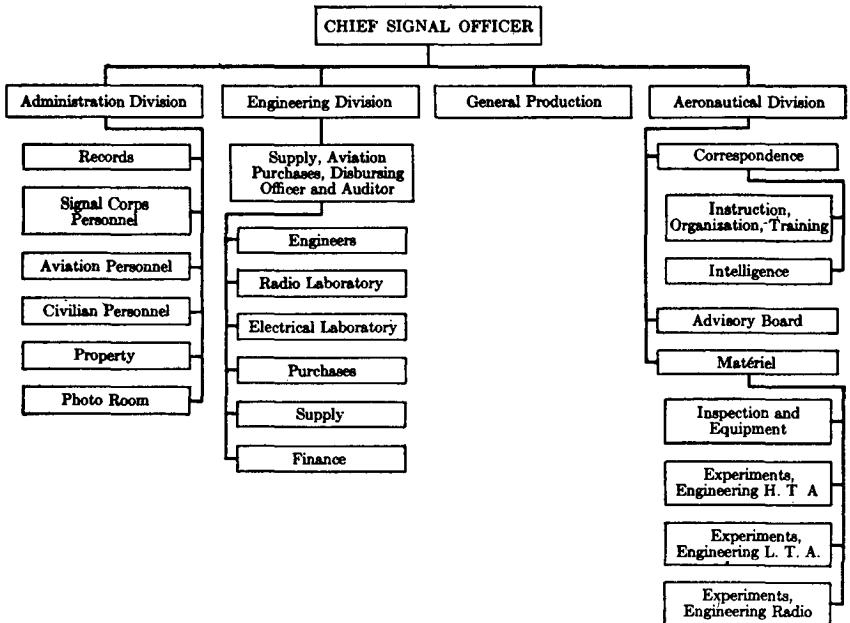 CHIEF SIGNAL OFFICER
Administration Division
Engineering Division
General Production
Aeronautical Division
Records
Signal Corps
Personnel
Aviation Personnel
Civilian Personnel
Property
Photo Room
Supply, Aviation
Purchases, Disbursing
Officer and Auditor
Engineers
Radio Laboratory
Electrical Laboratory
Purchases
Supply
Finance
Correspondence
Instruction,
Organization, Training
Intelligence
Advisory Board
Matériel
Inspection and
Equipment
Experiments,
Engineering H. T A
Experiments,
Engineering L. T. A.
Experiments,
Engineering Radio